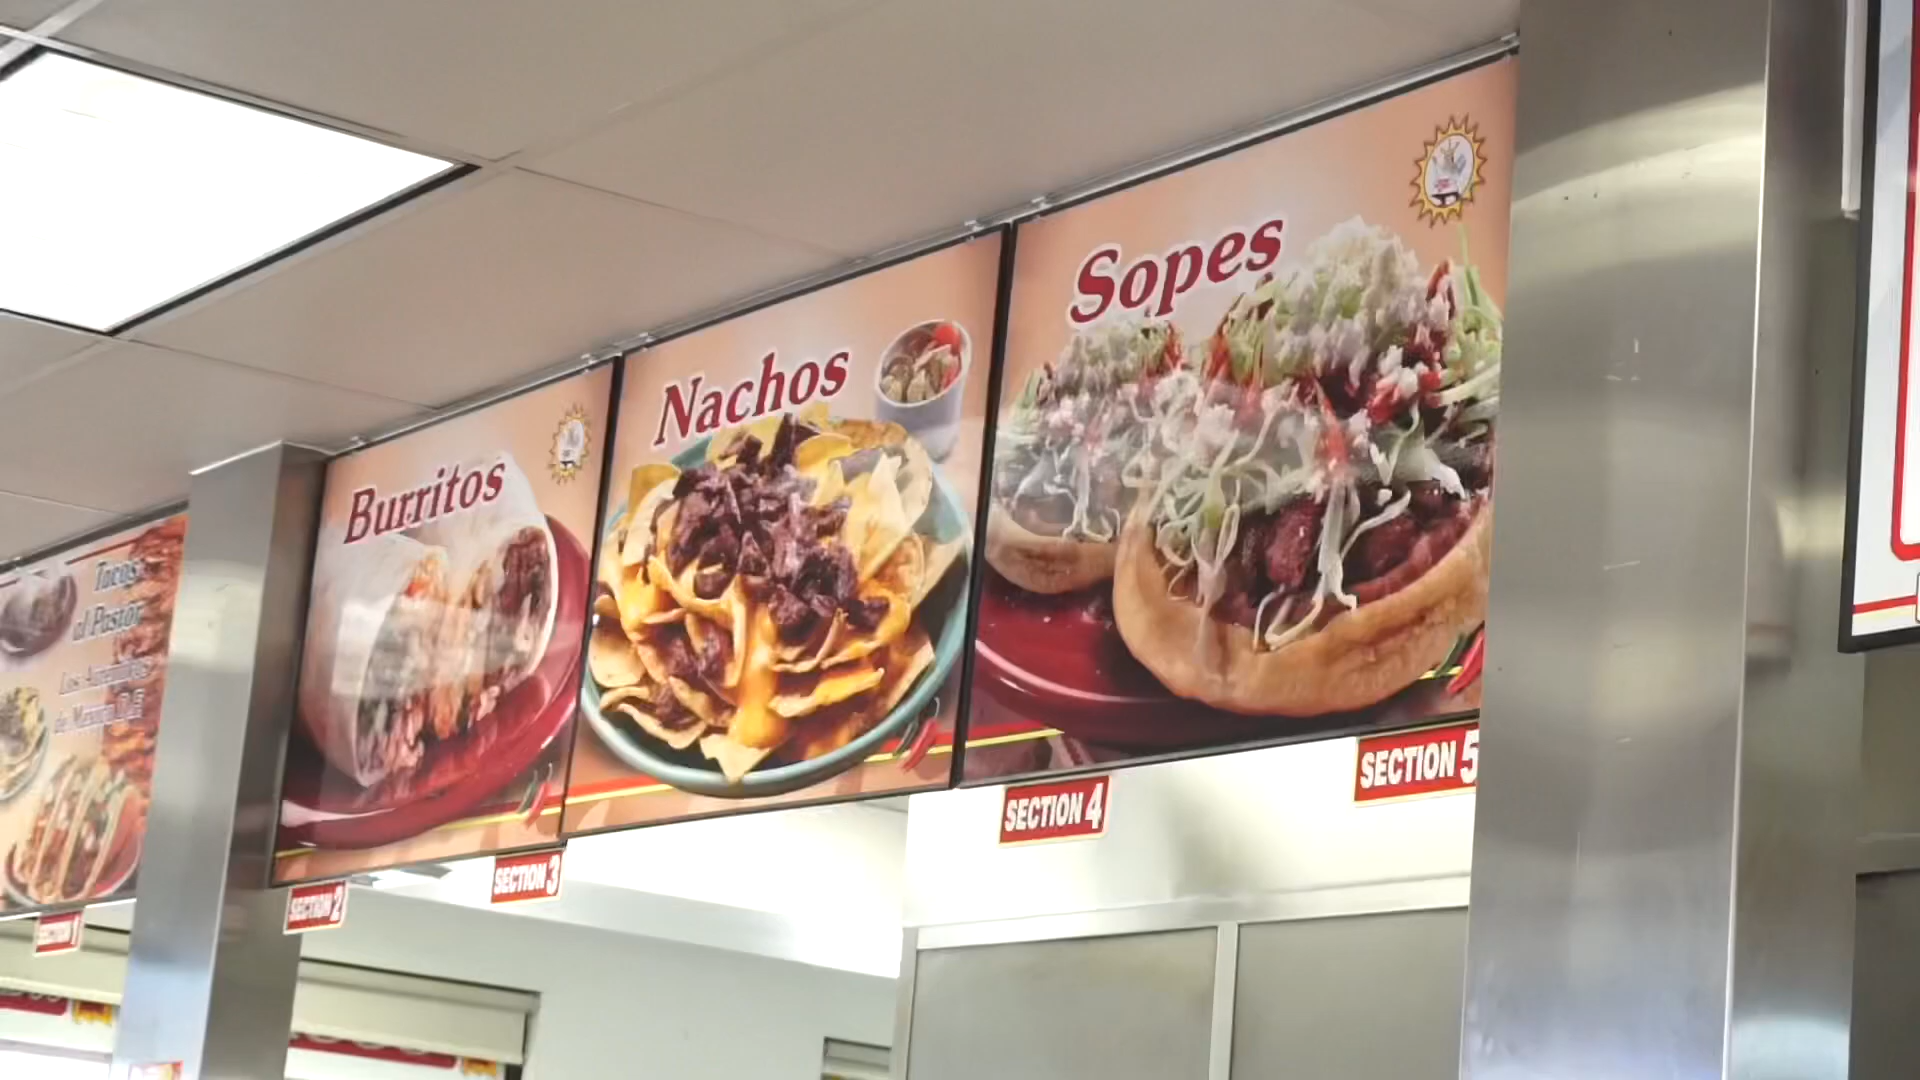 Tacos
al Pastor
Burritos
Nachos
Sopes
SECTION 1
SECTION 2
SECTION 3
SECTION 4
SECTION 5